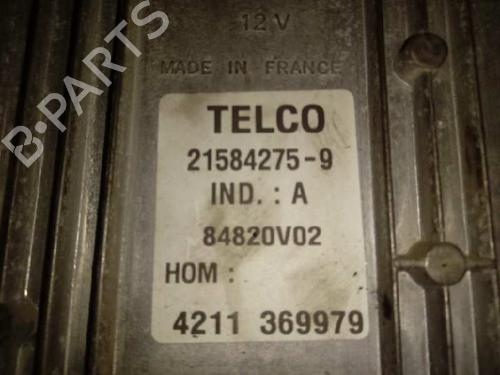 12 V
MADE IN FRANCE
B-PARTS
TELCO
21584275-9
IND. : A
84820V02
HOM :
4211 369979